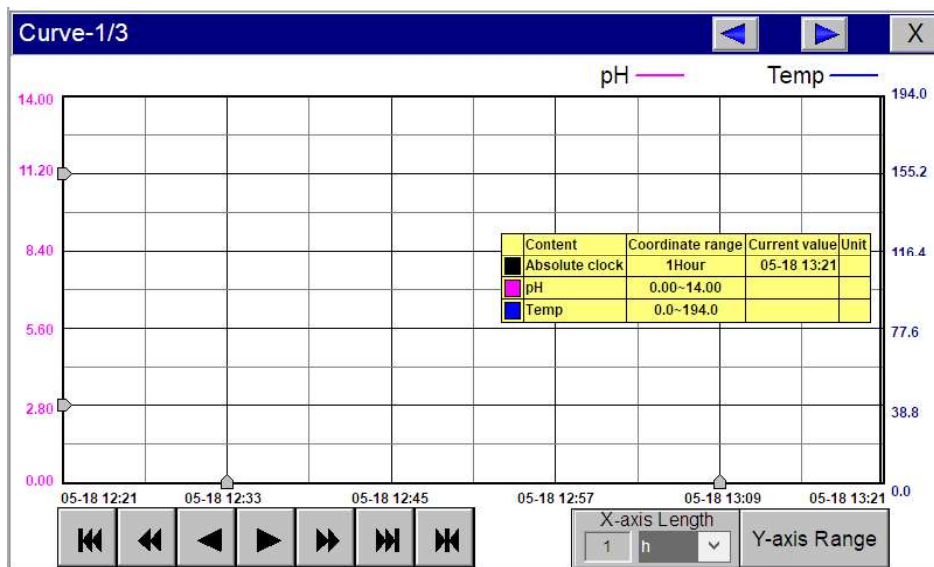 Curve-1/3
X
pH
Temp
14.00
194.0
11.20
155.2
8.40
116.4
Content Coordinate range Current value Unit
Absolute clock 1Hour 05-18 13:21
pH 0.00~14.00
Temp 0.0~194.0
5.60
77.6
2.80
38.8
0.00
0.0
05-18 12:21 05-18 12:33 05-18 12:45 05-18 12:57 05-18 13:09 05-18 13:21
X-axis Length
1 h
Y-axis Range